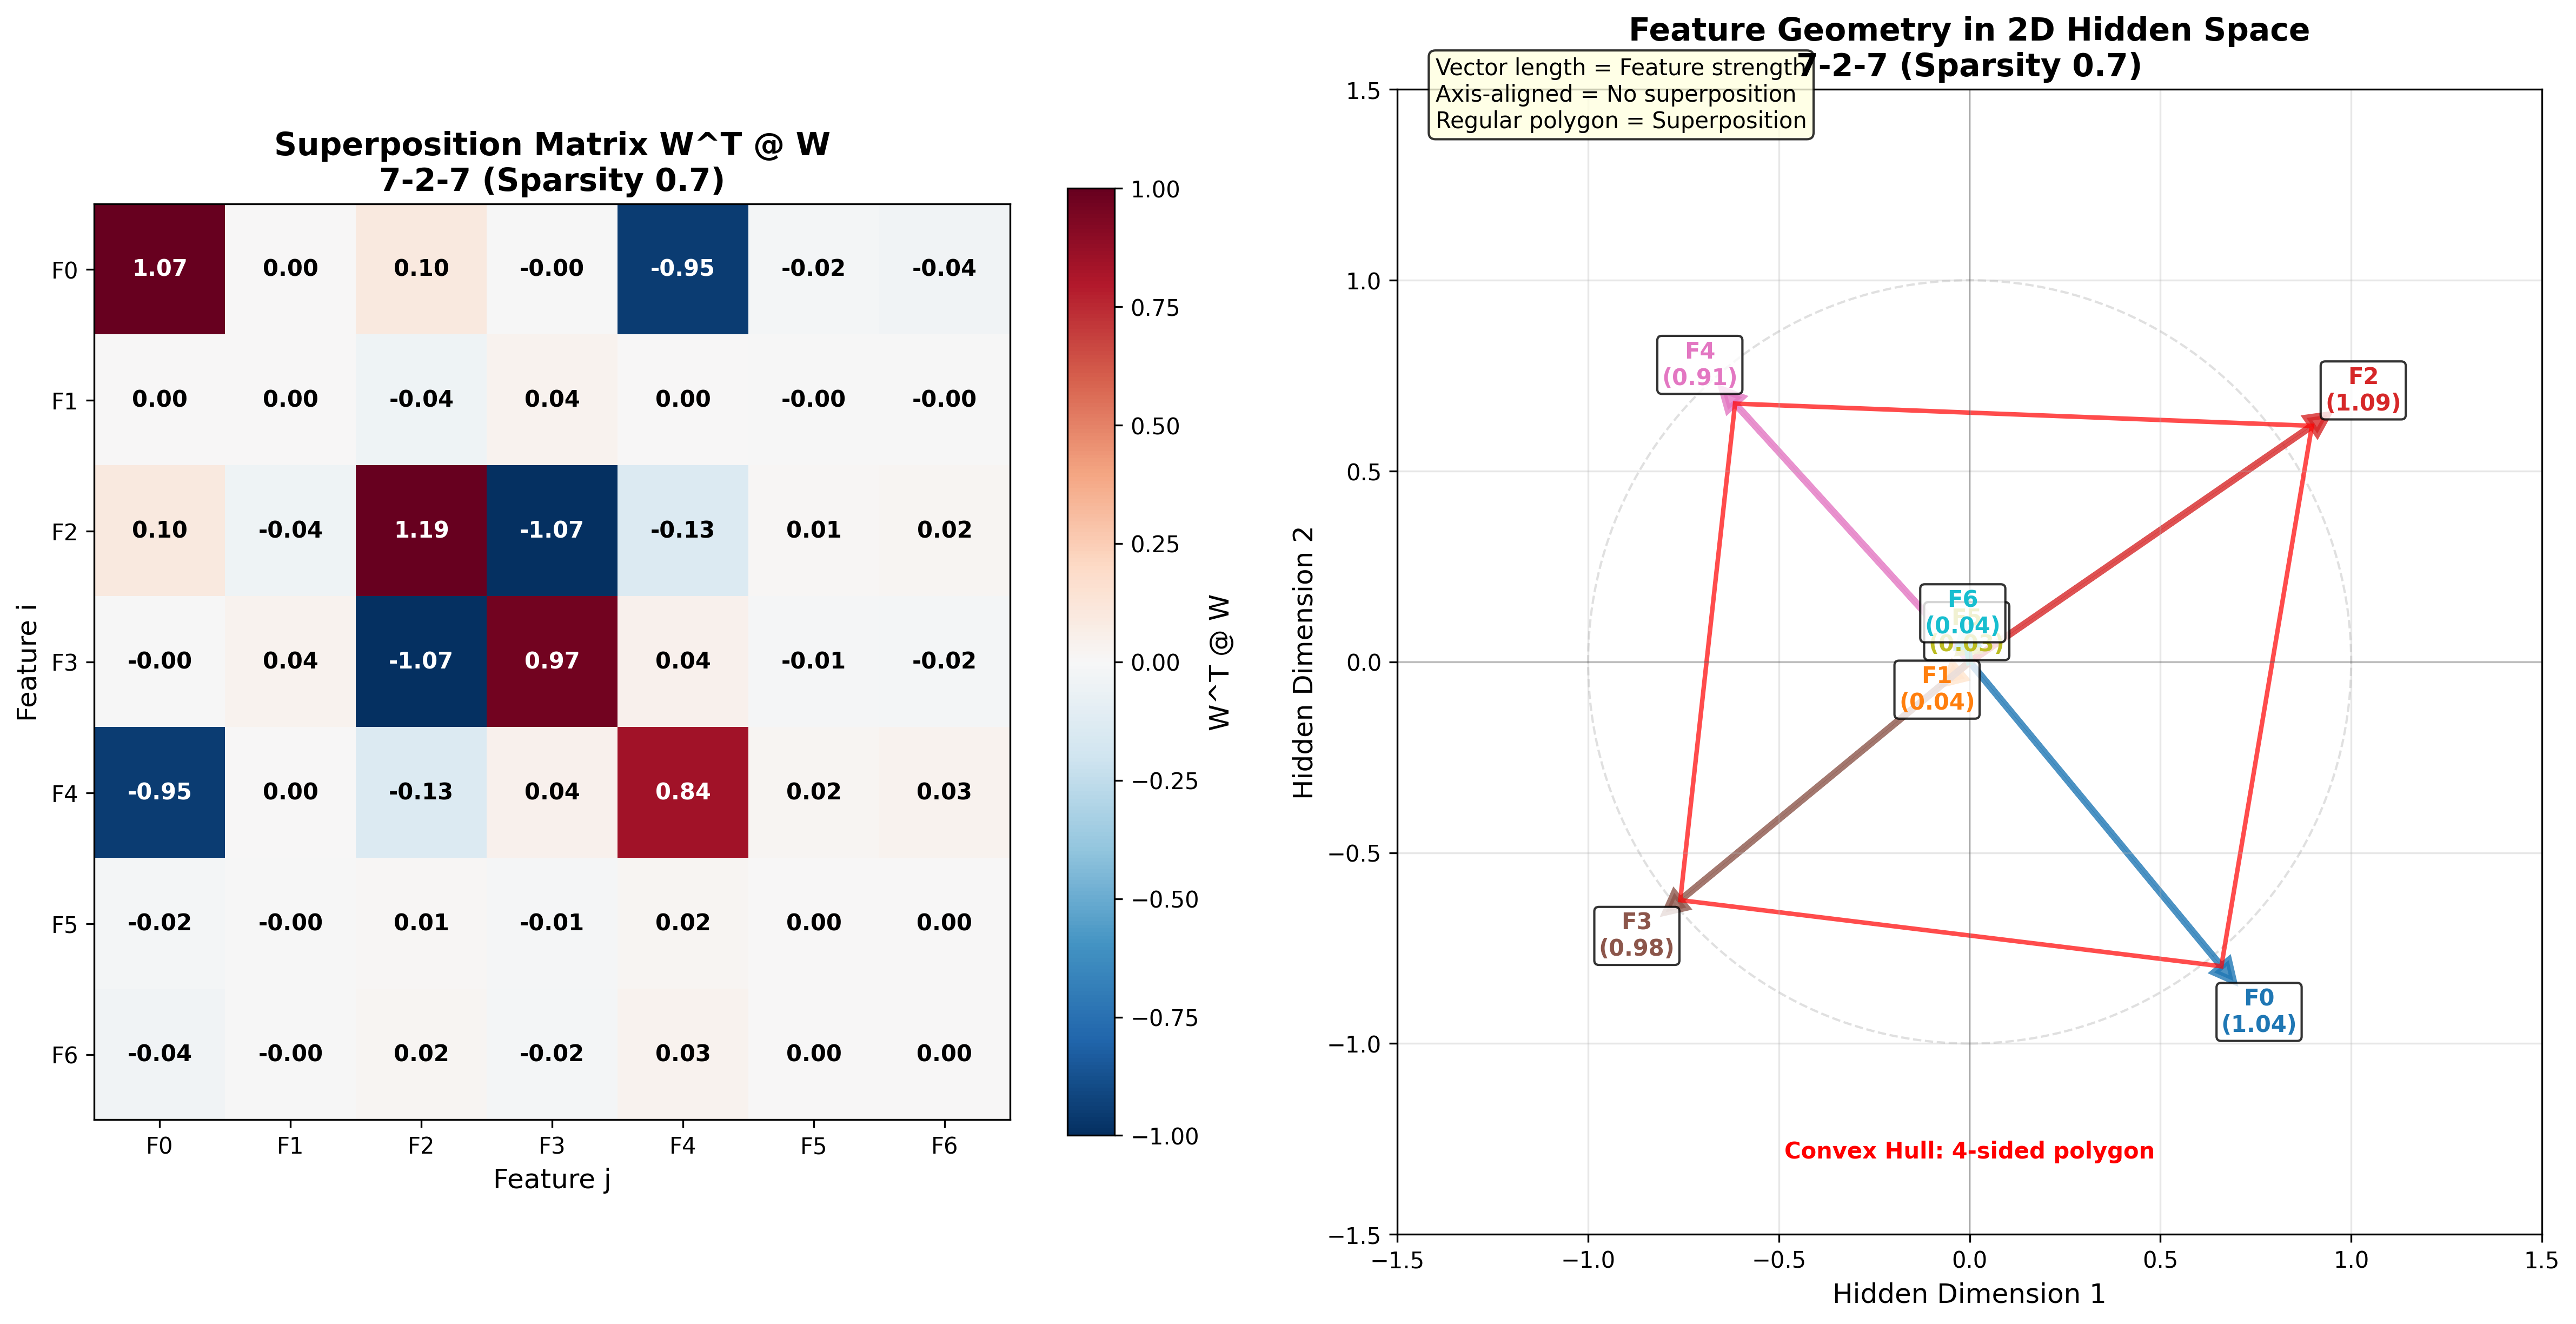 Superposition Matrix W^T @ W
7-2-7 (Sparsity 0.7)
F0 1.07 0.00 0.10 -0.00 -0.95 -0.02 -0.04
F1 0.00 0.00 -0.04 0.04 0.00 -0.00 -0.00
F2 0.10 -0.04 1.19 -1.07 -0.13 0.01 0.02
F3 -0.00 0.04 -1.07 0.97 0.04 -0.01 -0.02
F4 -0.95 0.00 -0.13 0.04 0.84 0.02 0.03
F5 -0.02 -0.00 0.01 -0.01 0.02 0.00 0.00
F6 -0.04 -0.00 0.02 -0.02 0.03 0.00 0.00
F0 F1 F2 F3 F4 F5 F6
Feature j
Feature i
1.00
0.75
0.50
0.25
0.00
−0.25
−0.50
−0.75
−1.00
W^T @ W
Feature Geometry in 2D Hidden Space
7-2-7 (Sparsity 0.7)
Vector length = Feature strength
Axis-aligned = No superposition
Regular polygon = Superposition
1.5
1.0
0.5
0.0
−0.5
−1.0
−1.5
Hidden Dimension 2
F4
(0.91)
F2
(1.09)
F6
(0.04)
(0.03)
F1
(0.04)
F3
(0.98)
F0
(1.04)
Convex Hull: 4-sided polygon
−1.5 −1.0 −0.5 0.0 0.5 1.0 1.5
Hidden Dimension 1